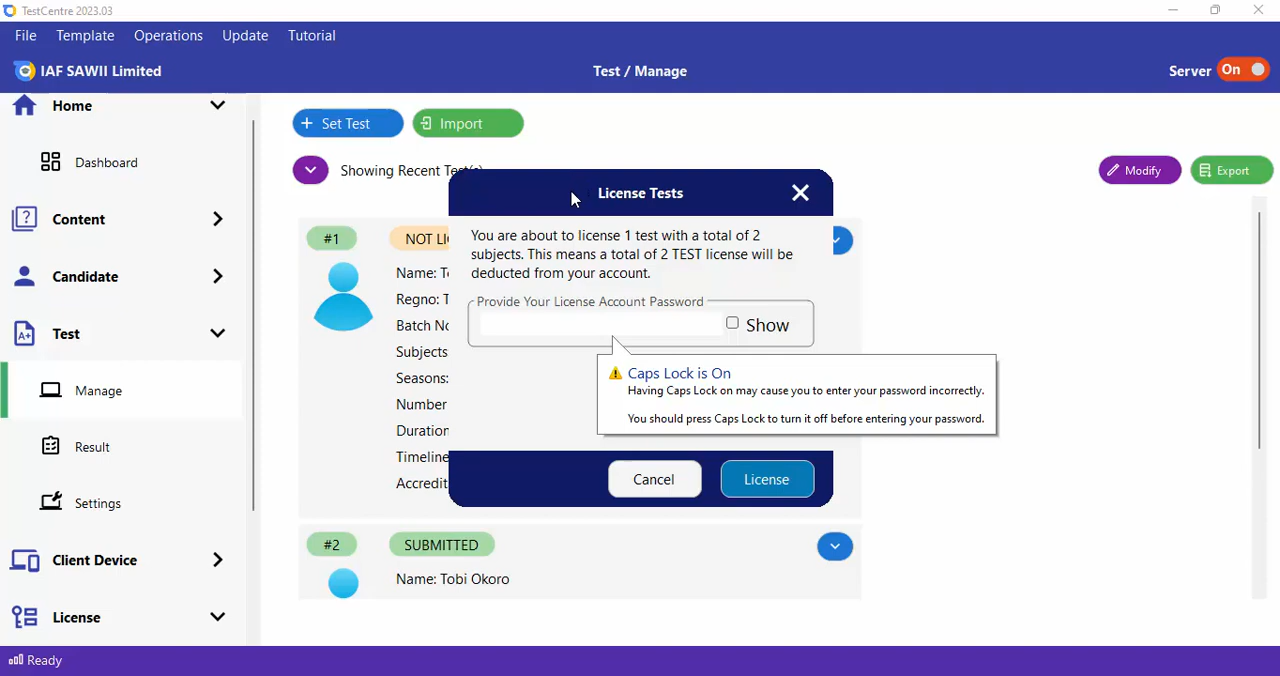 TestCentre 2023.03
File Template Operations Update Tutorial
IAF SAWII Limited
Test / Manage
Server On
Home
Dashboard
Content
Candidate
Test
Manage
Result
Settings
Client Device
License
+ Set Test
Import
Showing Recent Test(s)
Modify
Export
#1
NOT LI
Name: T
Regno: T
Batch No
Subjects
Seasons:
Number
Duration
Timeline
Accredit
License Tests
You are about to license 1 test with a total of 2
subjects. This means a total of 2 TEST license will be
deducted from your account.
Provide Your License Account Password
Show
Caps Lock is On
Having Caps Lock on may cause you to enter your password incorrectly.
You should press Caps Lock to turn it off before entering your password.
Cancel
License
#2
SUBMITTED
Name: Tobi Okoro
Ready